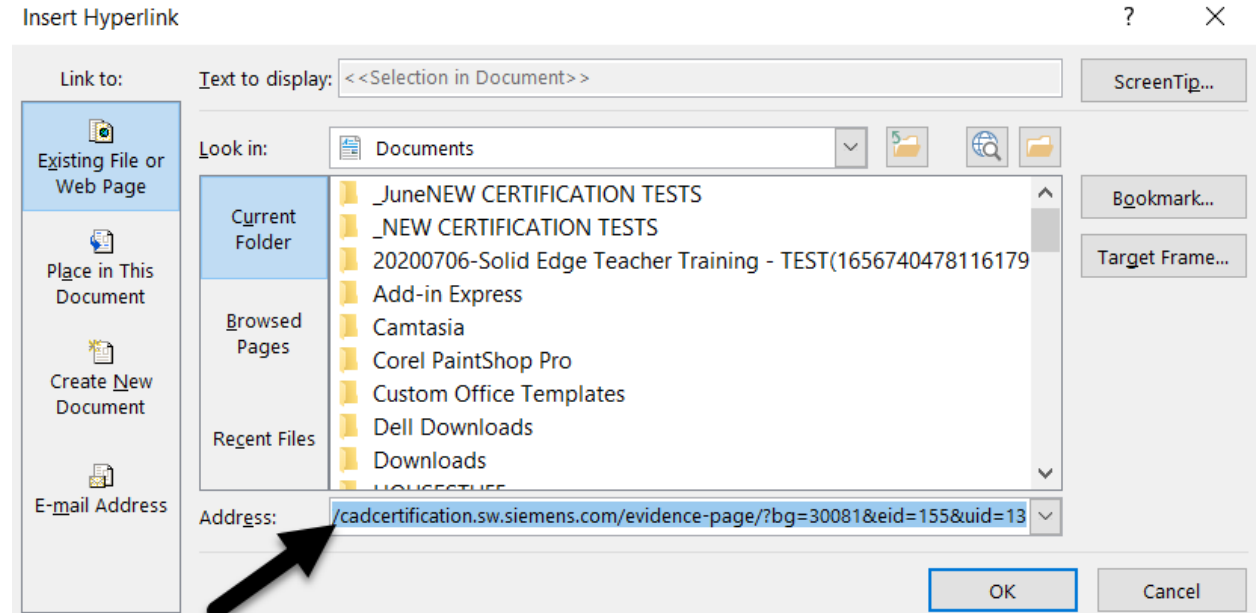 Insert Hyperlink
?
Link to:
Text to display:
<<Selection in Document>>
ScreenTip...
Existing File or
Web Page
Place in This
Document
Create New
Document
E-mail Address
Look in:
Documents
Current
Folder
Browsed
Pages
Recent Files
_JuneNEW CERTIFICATION TESTS
_NEW CERTIFICATION TESTS
20200706-Solid Edge Teacher Training - TEST(1656740478116179
Add-in Express
Camtasia
Corel PaintShop Pro
Custom Office Templates
Dell Downloads
Downloads
Bookmark...
Target Frame...
Address:
/cadcertification.sw.siemens.com/evidence-page/?bg=30081&eid=155&uid=13
OK
Cancel